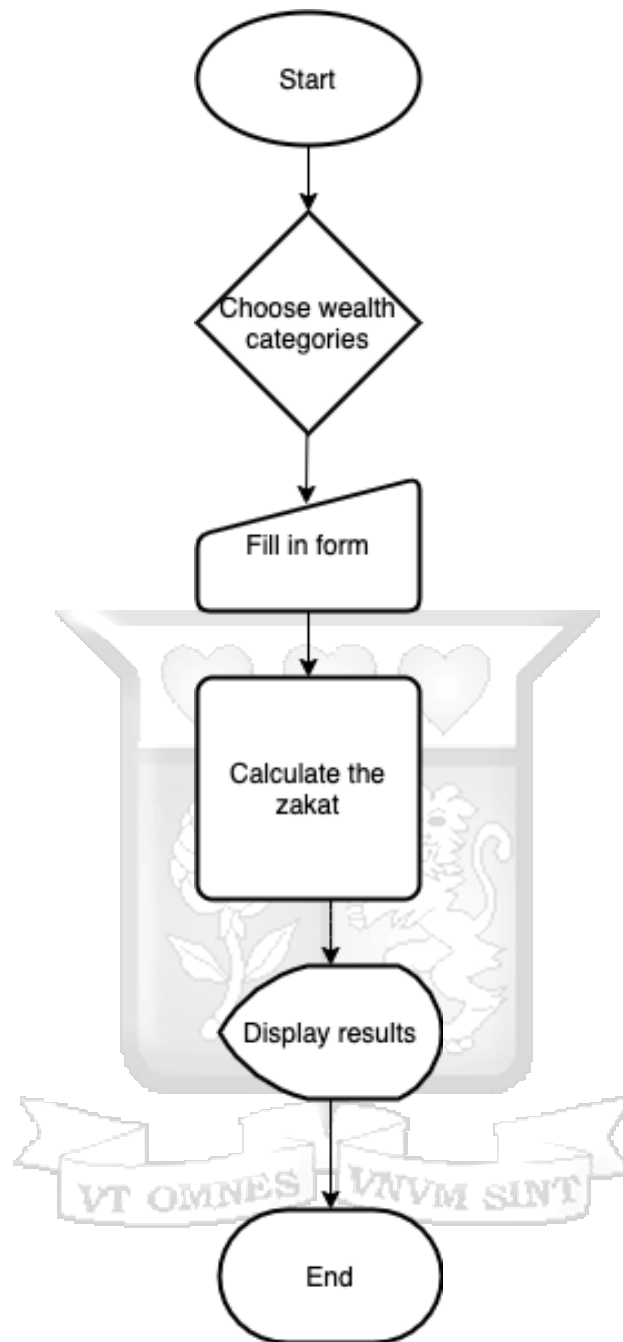 Start
Choose wealth
categories
Fill in form
Calculate the
zakat
Display results
VT OMNES VNVM SINT
End